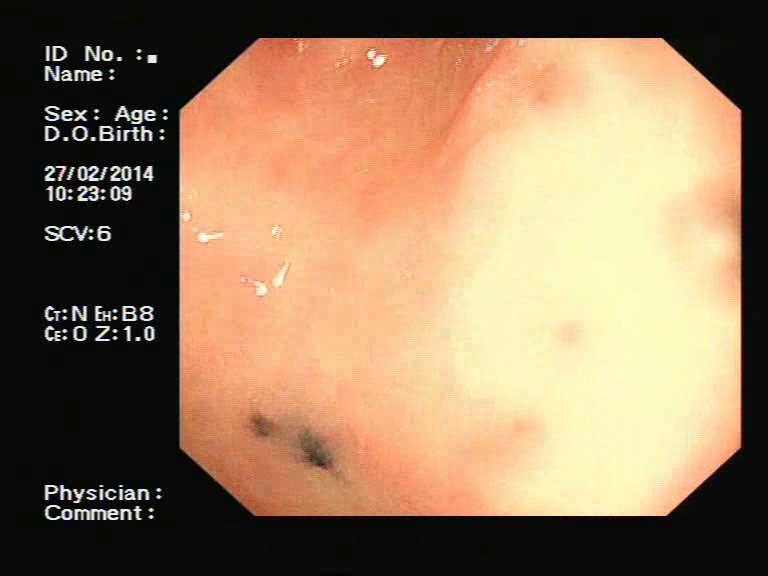 ID No. :
Name:
Sex: Age:
D.O.Birth:
27/02/2014
10:23:09
SCV:6
CT:N EH:B8
CE:0 Z:1.0
Physician:
Comment: